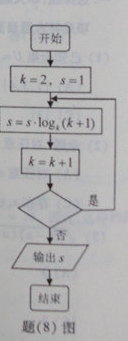 开始
k=2, s=1
s=s·log_k(k+1)
k=k+1
是
否
输出 s
结束
题(8) 图